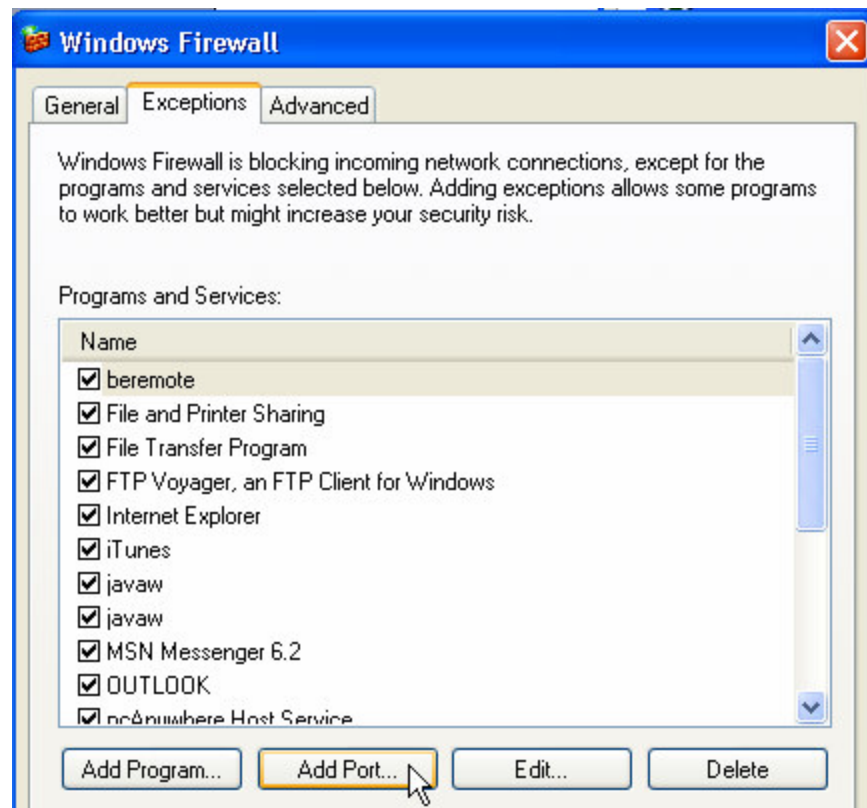 Windows Firewall
General Exceptions Advanced
Windows Firewall is blocking incoming network connections, except for the
programs and services selected below. Adding exceptions allows some programs
to work better but might increase your security risk.
Programs and Services:
Name
beremote
File and Printer Sharing
File Transfer Program
FTP Voyager, an FTP Client for Windows
Internet Explorer
iTunes
javaw
javaw
MSN Messenger 6.2
OUTLOOK
pcAnywhere Host Service
Add Program... Add Port... Edit... Delete